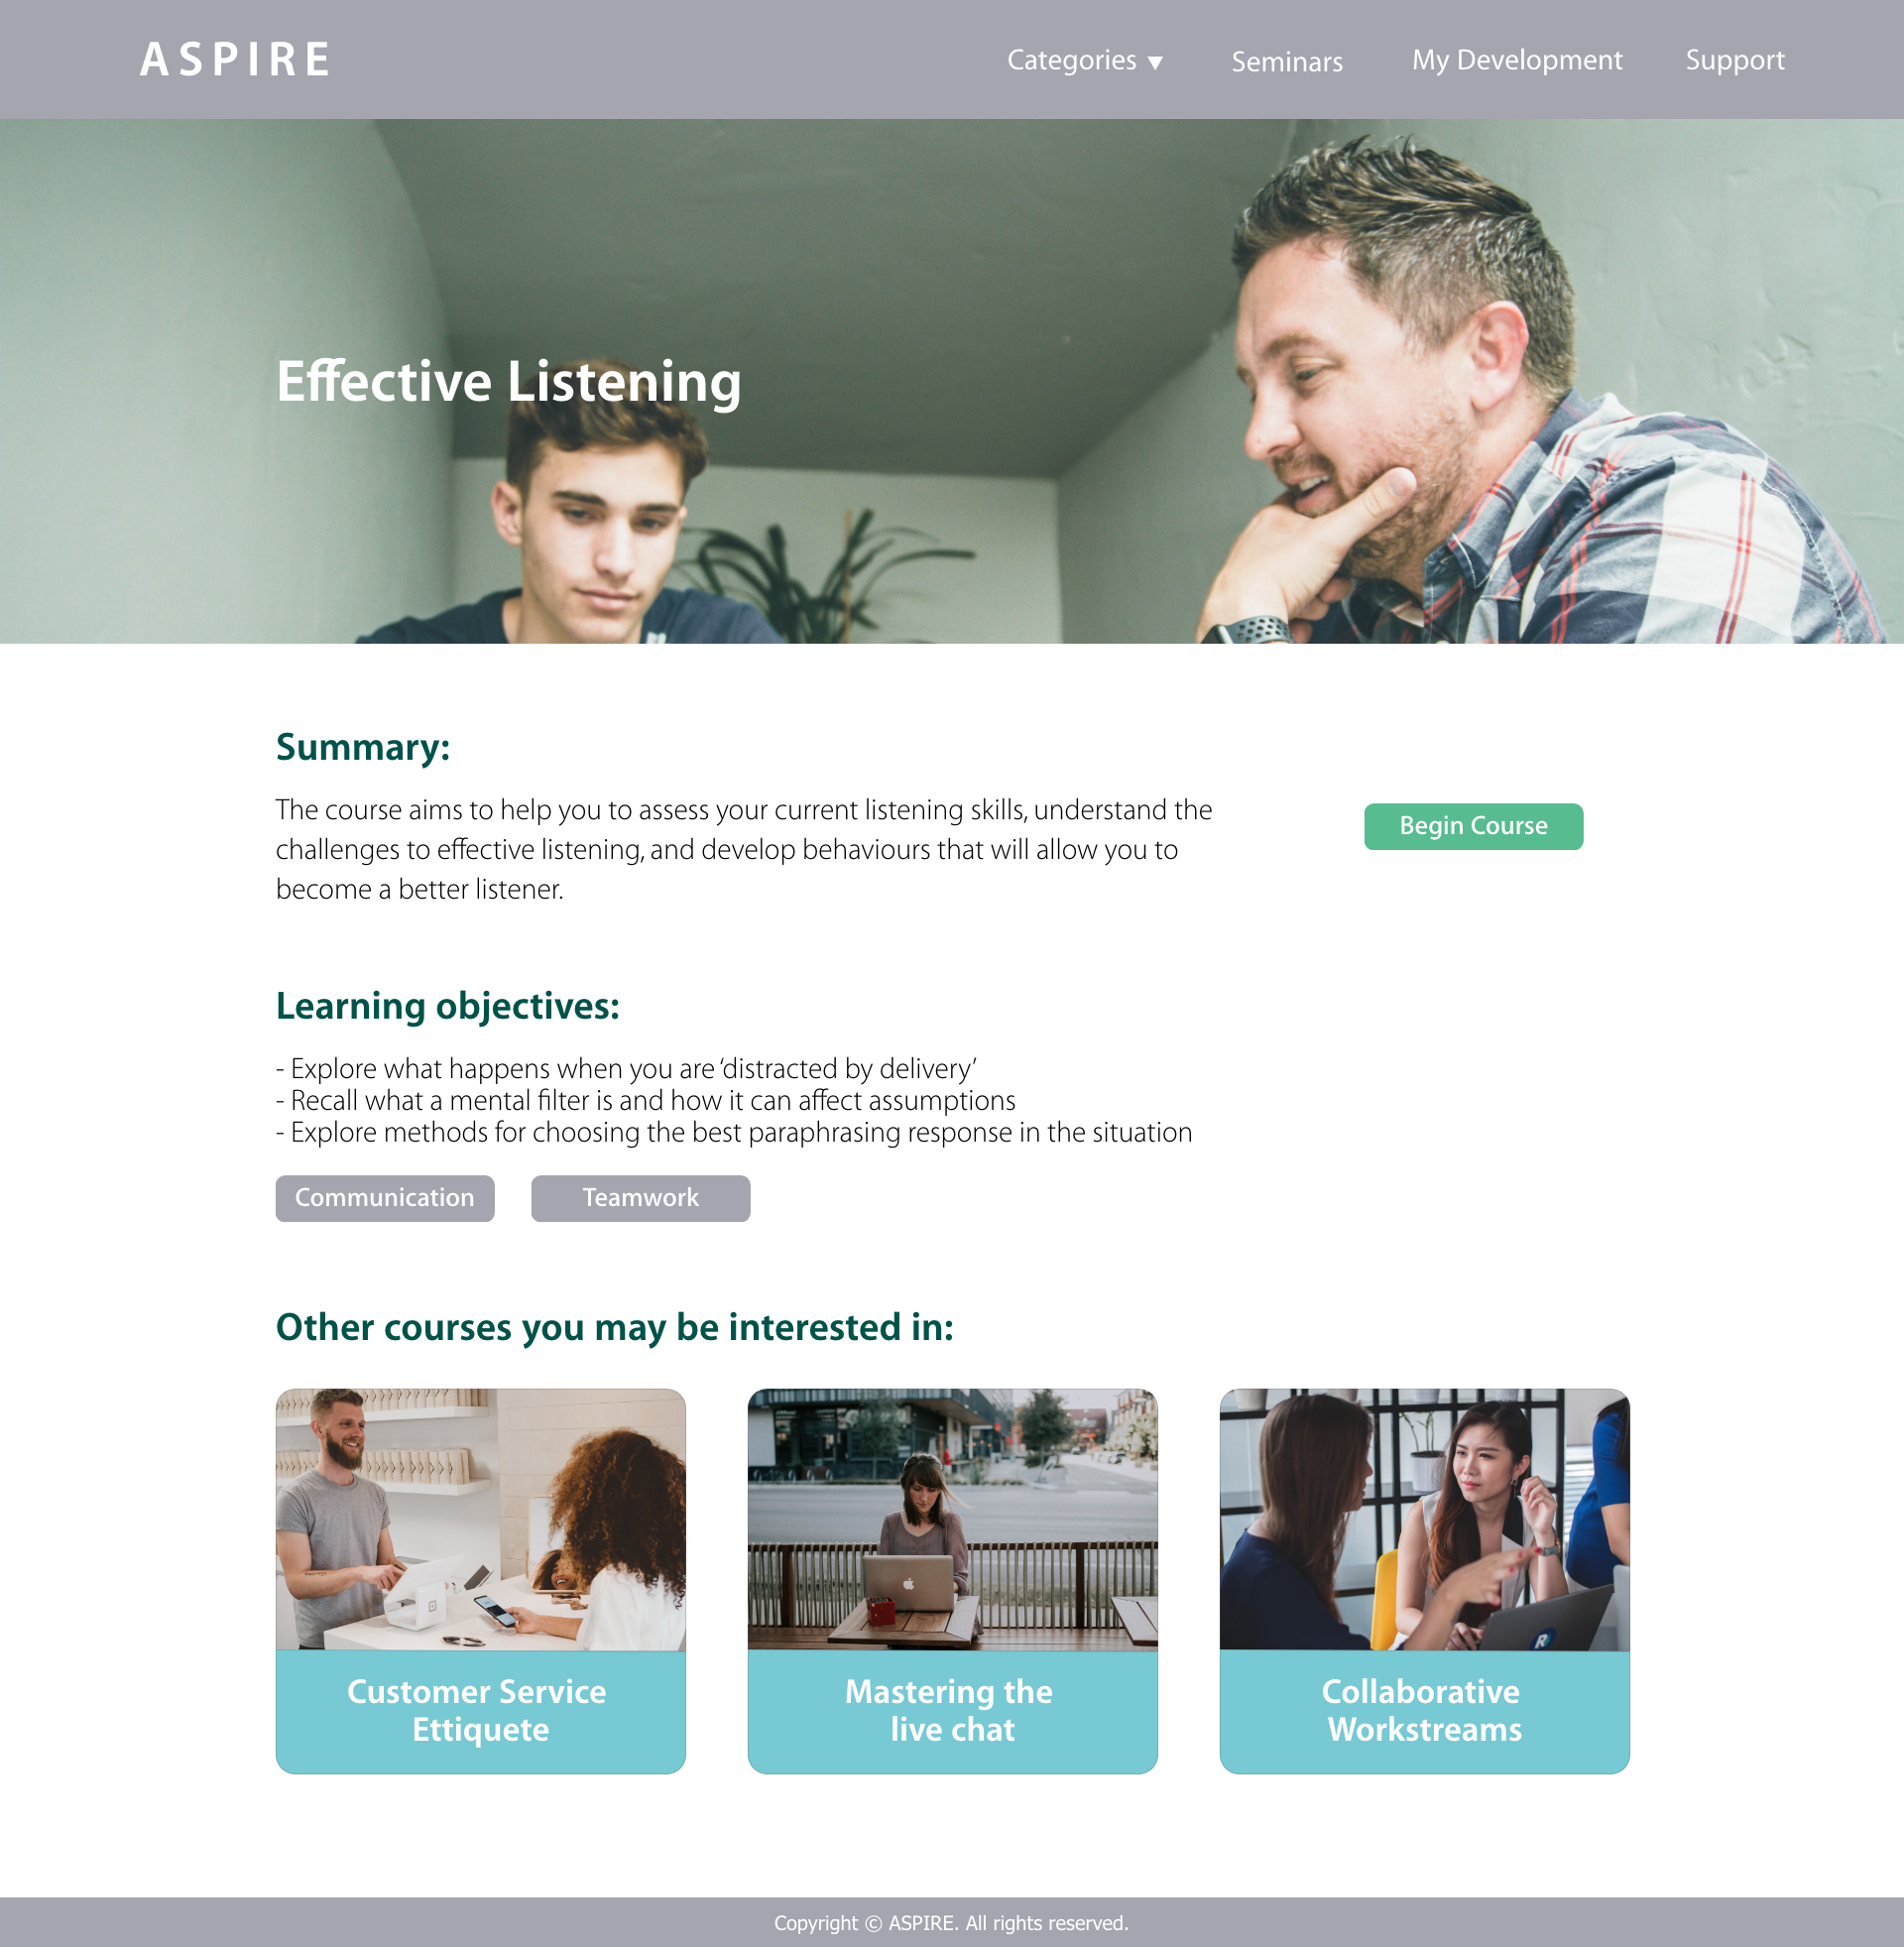 ASPIRE
Categories ▼ Seminars My Development Support
Effective Listening
Summary:
The course aims to help you to assess your current listening skills, understand the
challenges to effective listening, and develop behaviours that will allow you to
become a better listener.
Begin Course
Learning objectives:
- Explore what happens when you are ‘distracted by delivery’
- Recall what a mental filter is and how it can affect assumptions
- Explore methods for choosing the best paraphrasing response in the situation
Communication Teamwork
Other courses you may be interested in:
Customer Service
Ettiquete
Mastering the
live chat
Collaborative
Workstreams
Copyright © ASPIRE. All rights reserved.